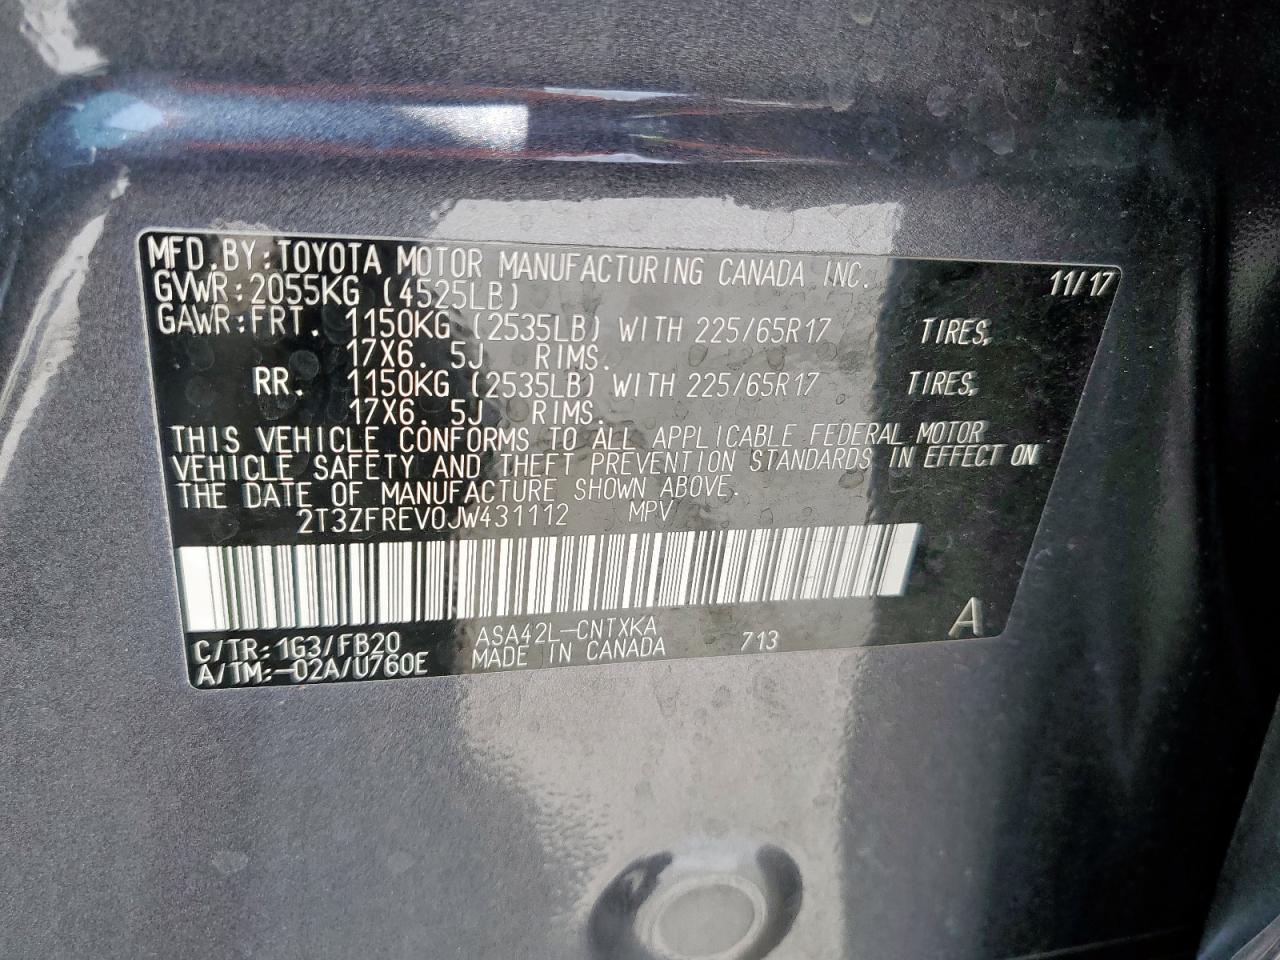 MFD.BY:TOYOTA MOTOR MANUFACTURING CANADA INC. 11/17
GVWR:2055KG (4525LB)
GAWR:FRT. 1150KG (2535LB) WITH 225/65R17 TIRES,
17X6. 5J RIMS.
RR. 1150KG (2535LB) WITH 225/65R17 TIRES,
17X6. 5J RIMS.
THIS VEHICLE CONFORMS TO ALL APPLICABLE FEDERAL MOTOR
VEHICLE SAFETY AND THEFT PREVENTION STANDARDS IN EFFECT ON
THE DATE OF MANUFACTURE SHOWN ABOVE.
2T3ZFREV0JW431112 MPV
C/TR:1G3/FB20 ASA42L-CNTXKA 713 A
A/TM:-02A/U760E MADE IN CANADA